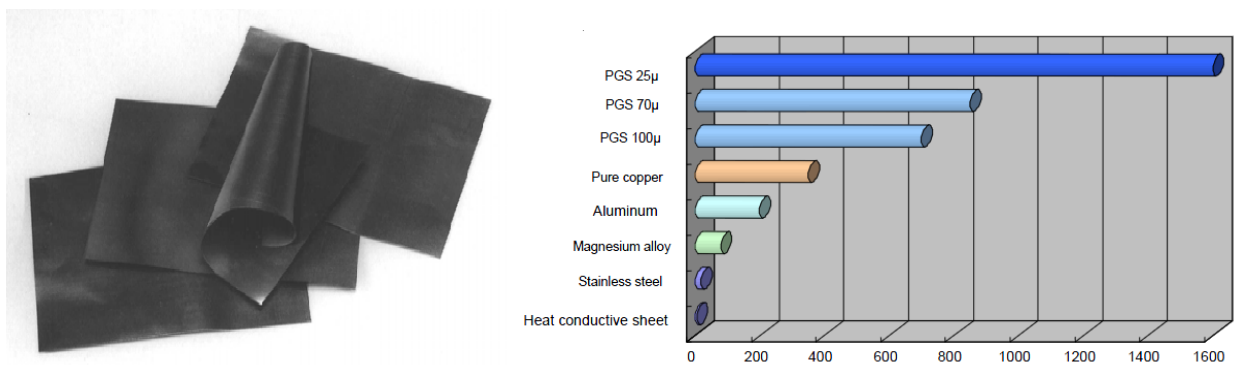 PGS 25μ
PGS 70μ
PGS 100μ
Pure copper
Aluminum
Magnesium alloy
Stainless steel
Heat conductive sheet
0 200 400 600 800 1000 1200 1400 1600